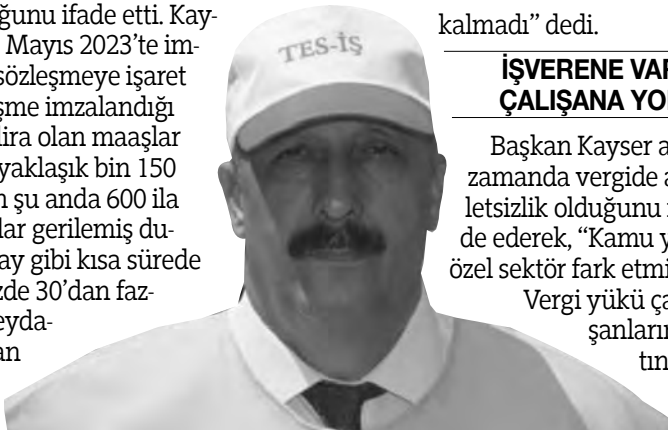 ğunu ifade etti. Kay-
Mayıs 2023’te im-
sözleşmeye işaret
şme imzalandığı
lira olan maaşlar
yaklaşık bin 150
n şu anda 600 ila
lar gerilemiş du-
ay gibi kısa sürede
zde 30’dan faz-
eyda-
an
TES-İŞ
kalmadı” dedi.
İŞVERENE VAR
ÇALIŞANA YO
Başkan Kayser a
zamanda vergide a
letsizlik olduğunu i
de ederek, “Kamu y
özel sektör fark etmi
Vergi yükü ça
şanların
tın